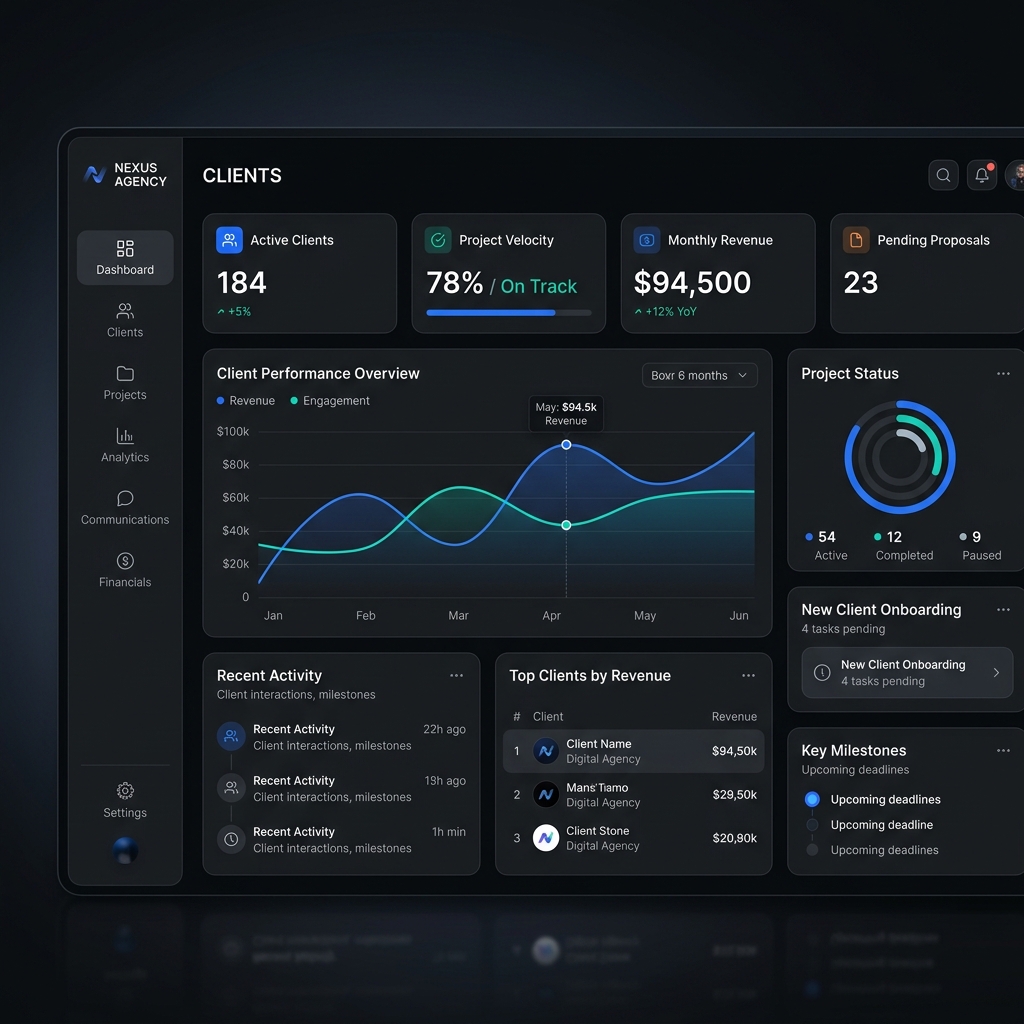 NEXUS
AGENCY
Dashboard
Clients
Projects
Analytics
Communications
Financials
Settings
CLIENTS
Active Clients
184
+5%
Project Velocity
78% / On Track
Monthly Revenue
$94,500
+12% YoY
Pending Proposals
23
Client Performance Overview
Boxr 6 months
Revenue
Engagement
May: $94.5k
Revenue
$100k
$80k
$60k
$40k
$20k
0
Jan
Feb
Mar
Apr
May
Jun
Project Status
54
Active
12
Completed
9
Paused
New Client Onboarding
4 tasks pending
New Client Onboarding
4 tasks pending
Recent Activity
Client interactions, milestones
Recent Activity
22h ago
Client interactions, milestones
Recent Activity
19h ago
Client interactions, milestones
Recent Activity
1h min
Client interactions, milestones
Top Clients by Revenue
# Client Revenue
1 Client Name $94,50k
Digital Agency
2 Mans'Tiamo $29,50k
Digital Agency
3 Client Stone $20,90k
Digital Agency
Key Milestones
Upcoming deadlines
Upcoming deadlines
Upcoming deadline
Upcoming deadlines